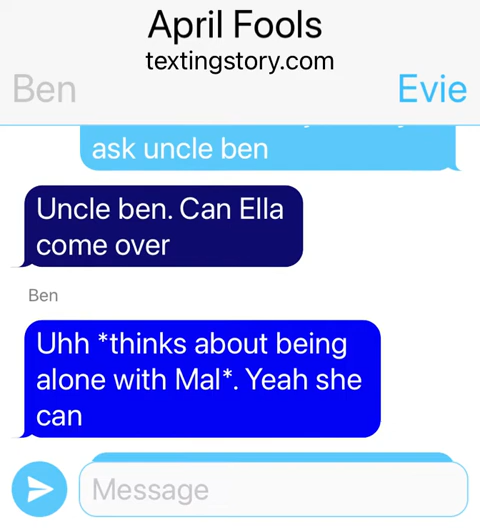 April Fools
textingstory.com
Ben
Evie
ask uncle ben
Uncle ben. Can Ella
come over
Ben
Uhh *thinks about being
alone with Mal*. Yeah she
can
Message